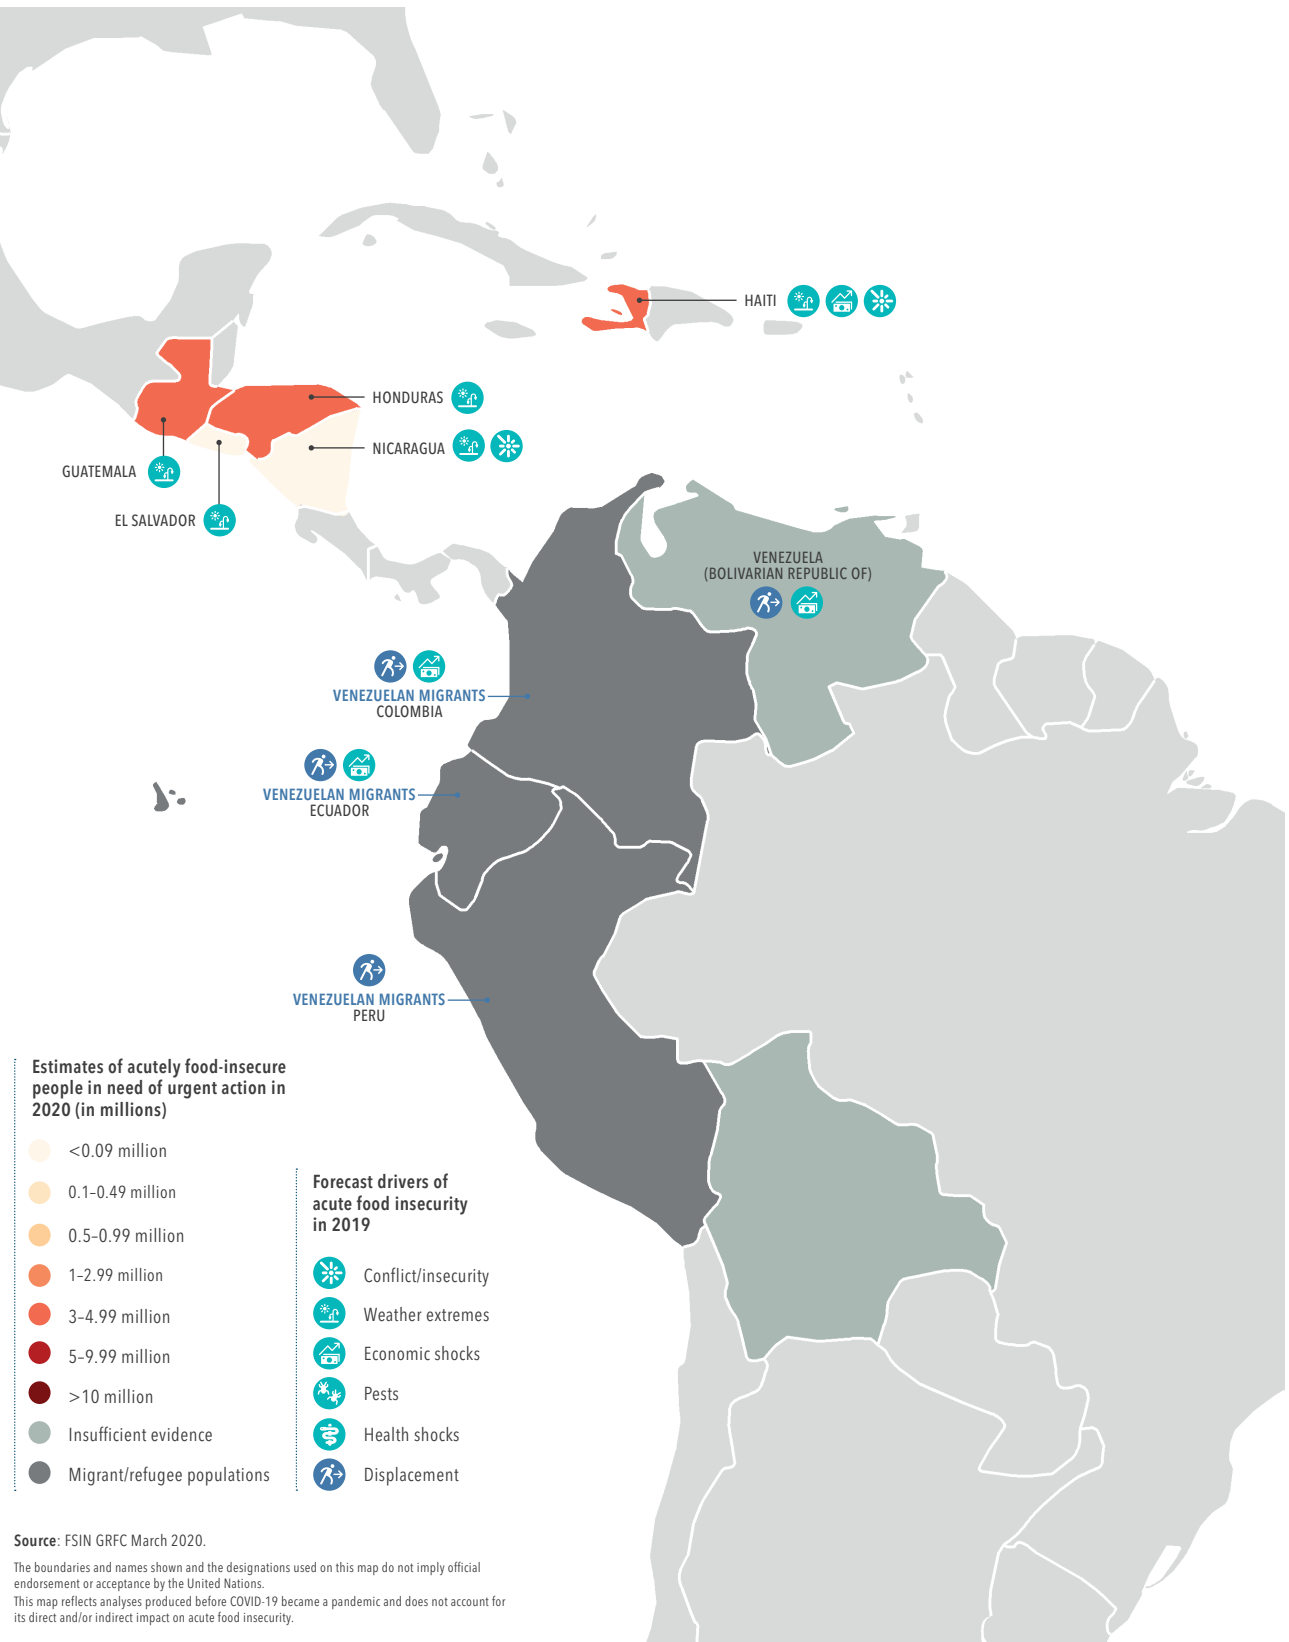 HAITI
HONDURAS
NICARAGUA
GUATEMALA
EL SALVADOR
VENEZUELA
(BOLIVARIAN REPUBLIC OF)
VENEZUELAN MIGRANTS
COLOMBIA
VENEZUELAN MIGRANTS
ECUADOR
VENEZUELAN MIGRANTS
PERU
Estimates of acutely food-insecure
people in need of urgent action in
2020 (in millions)
<0.09 million
0.1–0.49 million
0.5–0.99 million
1–2.99 million
3–4.99 million
5–9.99 million
>10 million
Insufficient evidence
Migrant/refugee populations
Forecast drivers of
acute food insecurity
in 2019
Conflict/insecurity
Weather extremes
Economic shocks
Pests
Health shocks
Displacement
Source: FSIN GRFC March 2020.
The boundaries and names shown and the designations used on this map do not imply official
endorsement or acceptance by the United Nations.
This map reflects analyses produced before COVID-19 became a pandemic and does not account for
its direct and/or indirect impact on acute food insecurity.